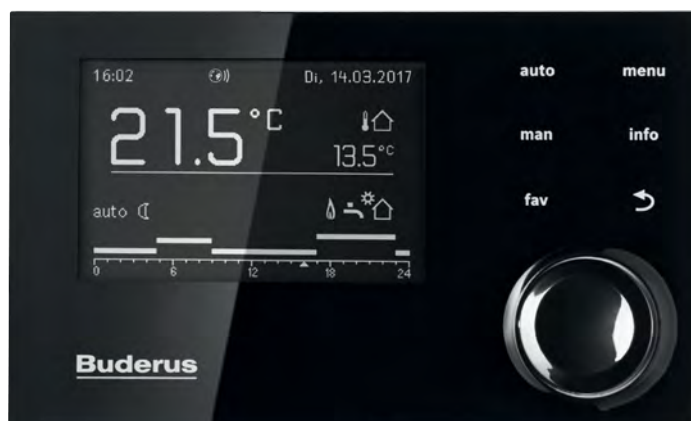 16:02 Di, 14.03.2017
21.5°C
13.5°C
auto
0 6 12 18 24
Buderus
auto menu
man info
fav